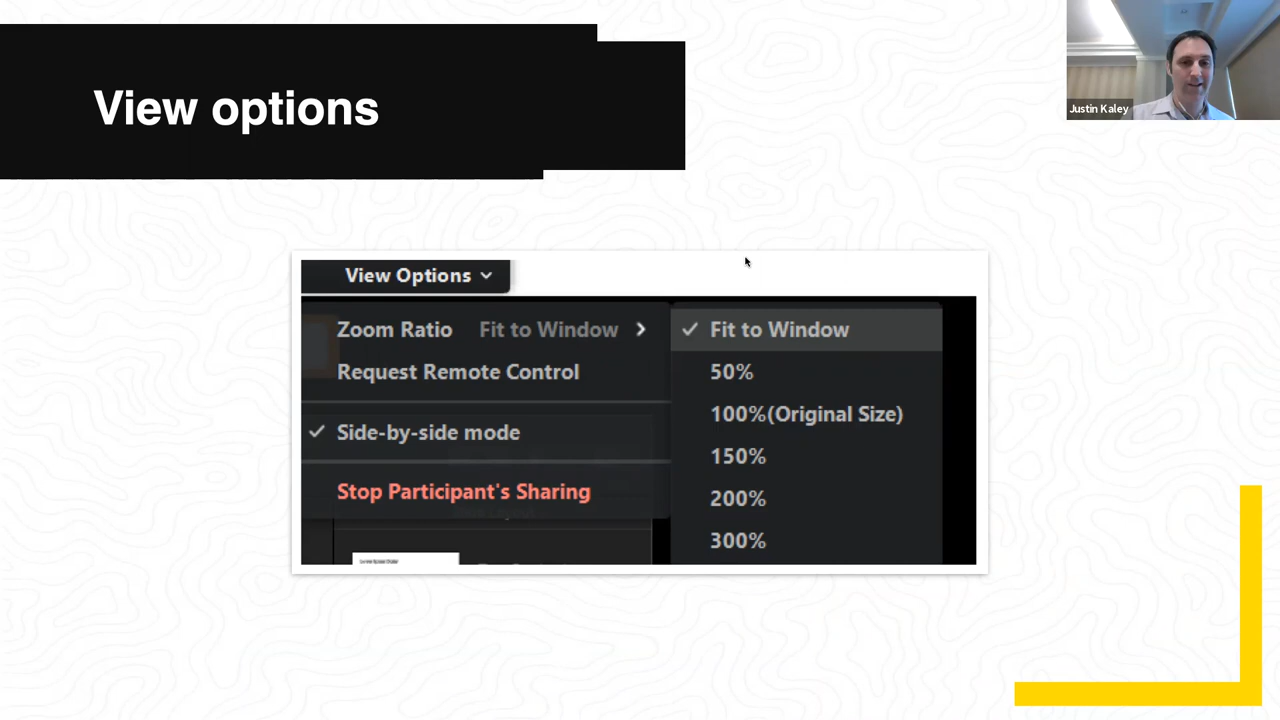 View options
Justin Kaley
View Options
Zoom Ratio Fit to Window
Request Remote Control
Side-by-side mode
Stop Participant's Sharing
Fit to Window
50%
100%(Original Size)
150%
200%
300%